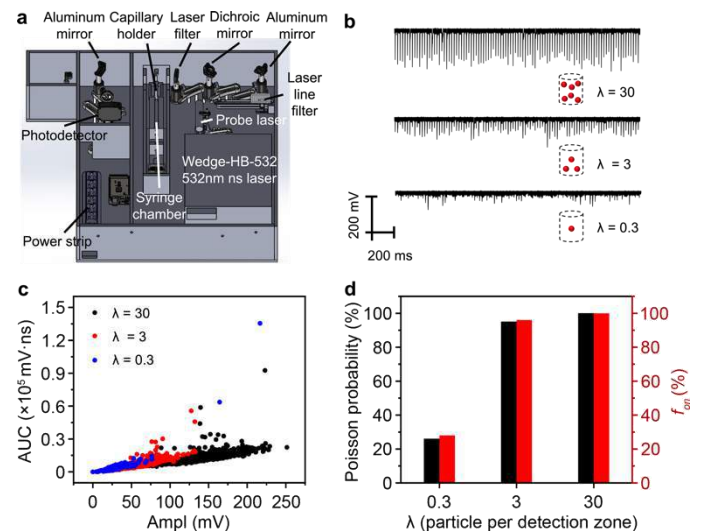 a
Aluminum mirror
Capillary holder
Laser filter
Dichroic mirror
Aluminum mirror
Laser line filter
Photodetector
Probe laser
Wedge-HB-532
532nm ns laser
Syringe chamber
Power strip
b
λ = 30
λ = 3
λ = 0.3
200 mV
200 ms
c
λ = 30
λ = 3
λ = 0.3
AUC (×10⁵ mV·ns)
1.5
1.2
0.9
0.6
0.3
0
0 50 100 150 200 250
Ampl (mV)
d
Poisson probability (%)
100
80
60
40
20
0
100
80
60
40
20
0
fon (%)
0.3 3 30
λ (particle per detection zone)